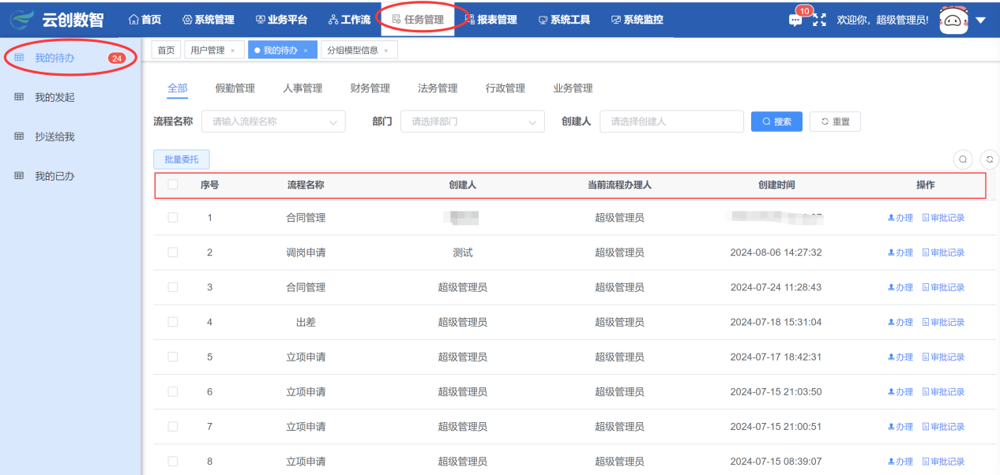 云创数智 首页 系统管理 业务平台 工作流 任务管理 报表管理 系统工具 系统监控 10 欢迎你，超级管理员!
我的待办 24
我的发起
抄送给我
我的已办
首页 用户管理 × 我的待办 × 分组模型信息 ×
全部 假勤管理 人事管理 财务管理 法务管理 行政管理 业务管理
流程名称 请输入流程名称 部门 请选择部门 创建人 请选择创建人 搜索 重置
批量委托
序号 流程名称 创建人 当前流程办理人 创建时间 操作
1 合同管理 超级管理员 办理 审批记录
2 调岗申请 测试 超级管理员 2024-08-06 14:27:32 办理 审批记录
3 合同管理 超级管理员 超级管理员 2024-07-24 11:28:43 办理 审批记录
4 出差 超级管理员 超级管理员 2024-07-18 15:31:04 办理 审批记录
5 立项申请 超级管理员 超级管理员 2024-07-17 18:42:31 办理 审批记录
6 立项申请 超级管理员 超级管理员 2024-07-15 21:03:50 办理 审批记录
7 立项申请 超级管理员 超级管理员 2024-07-15 21:00:51 办理 审批记录
8 立项申请 超级管理员 超级管理员 2024-07-15 08:39:07 办理 审批记录